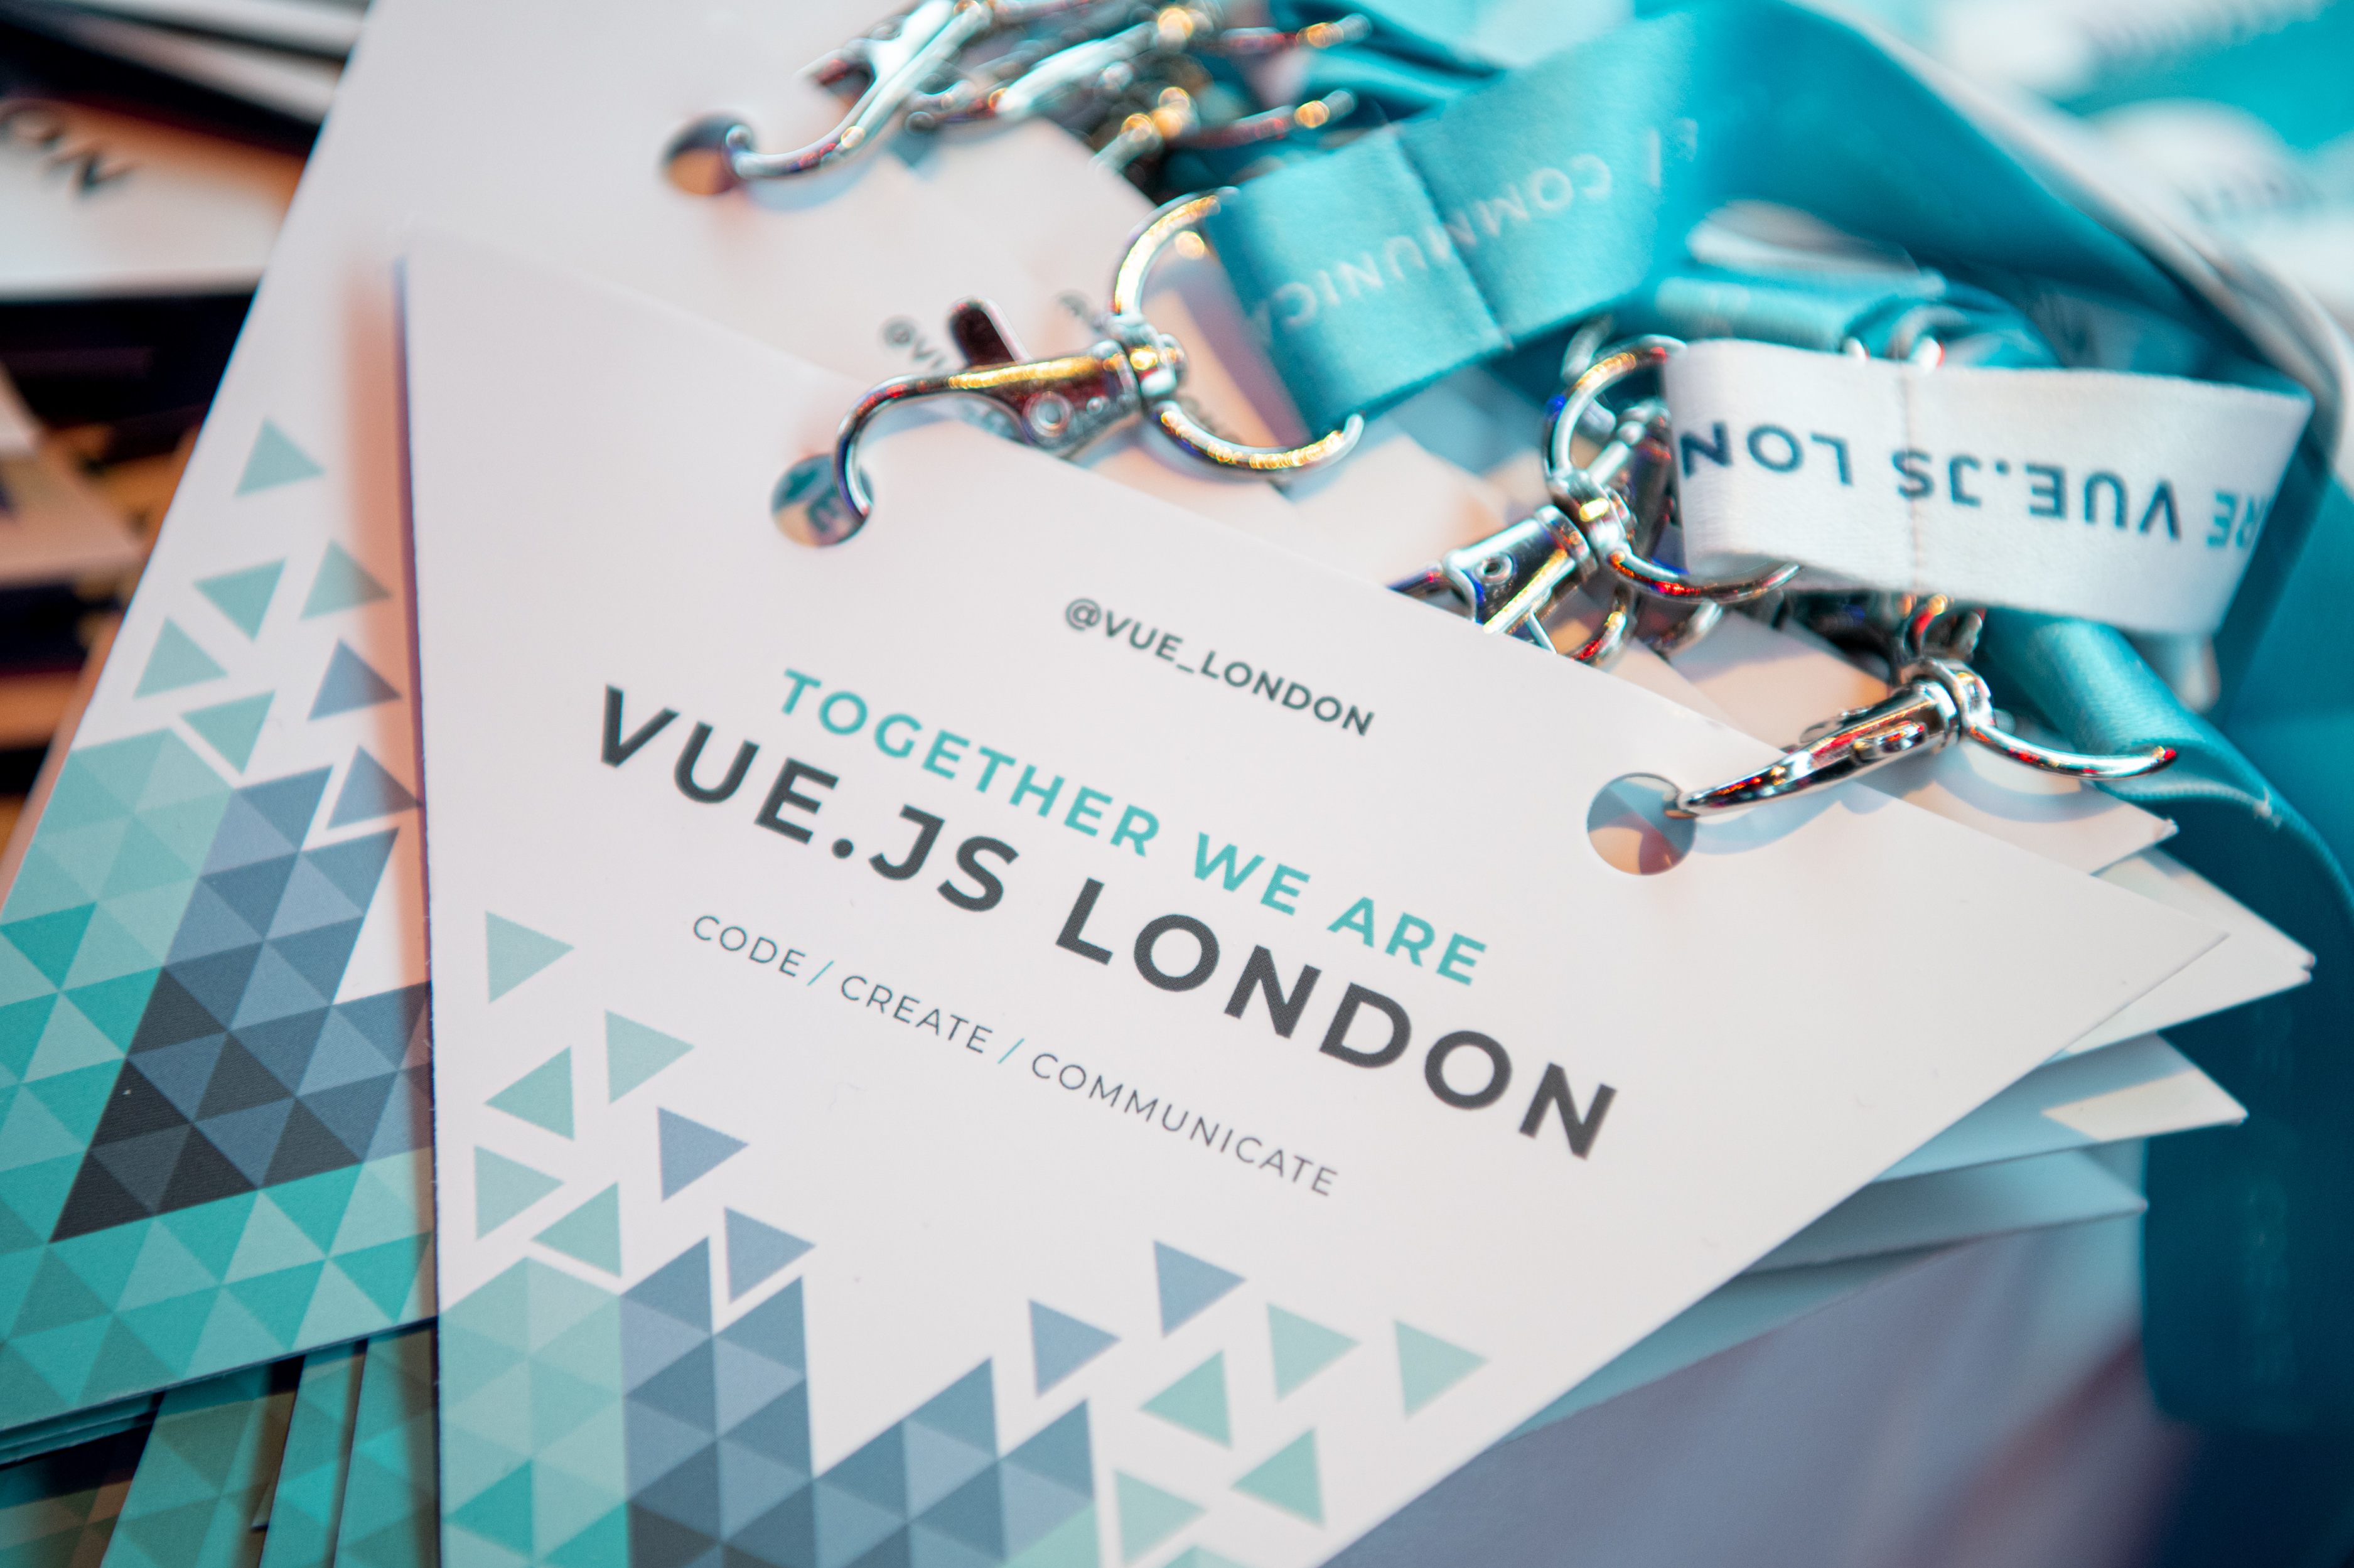 COMMUNICA
RE VUE.JS LON
@VUE_LONDON
TOGETHER WE ARE
VUE.JS LONDON
CODE / CREATE / COMMUNICATE